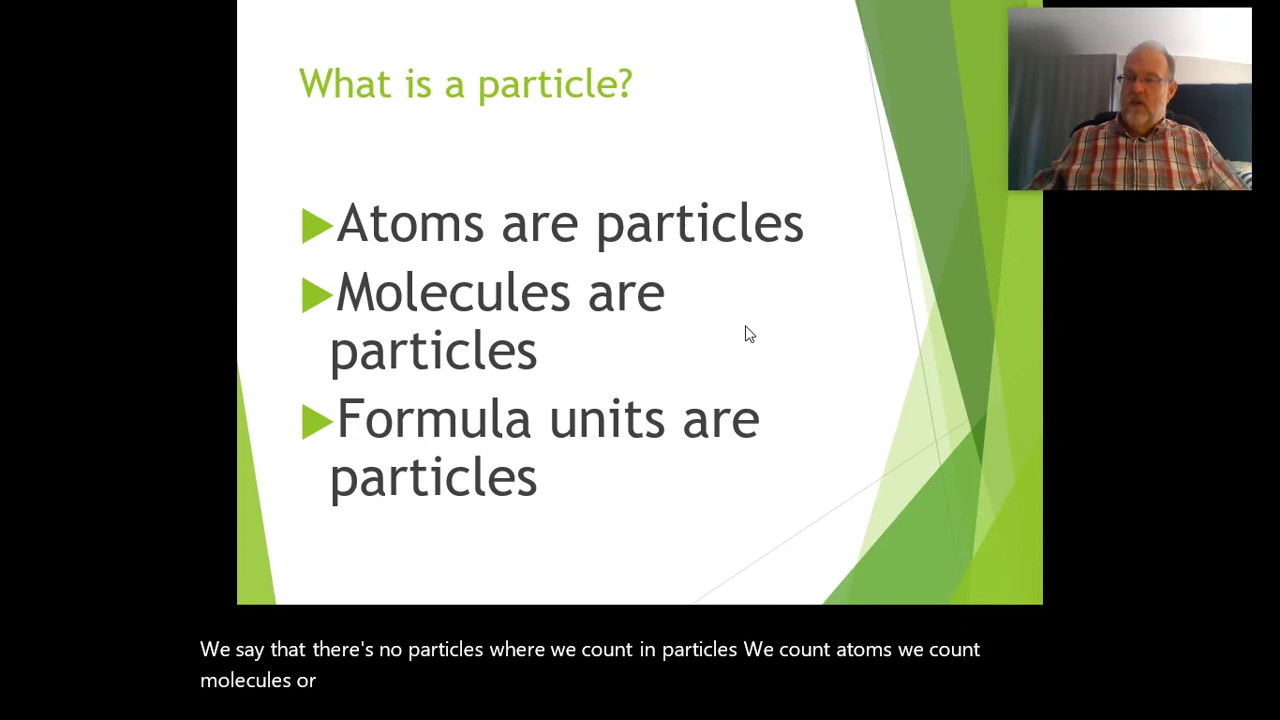 What is a particle?
Atoms are particles
Molecules are
particles
Formula units are
particles
We say that there's no particles where we count in particles We count atoms we count
molecules or